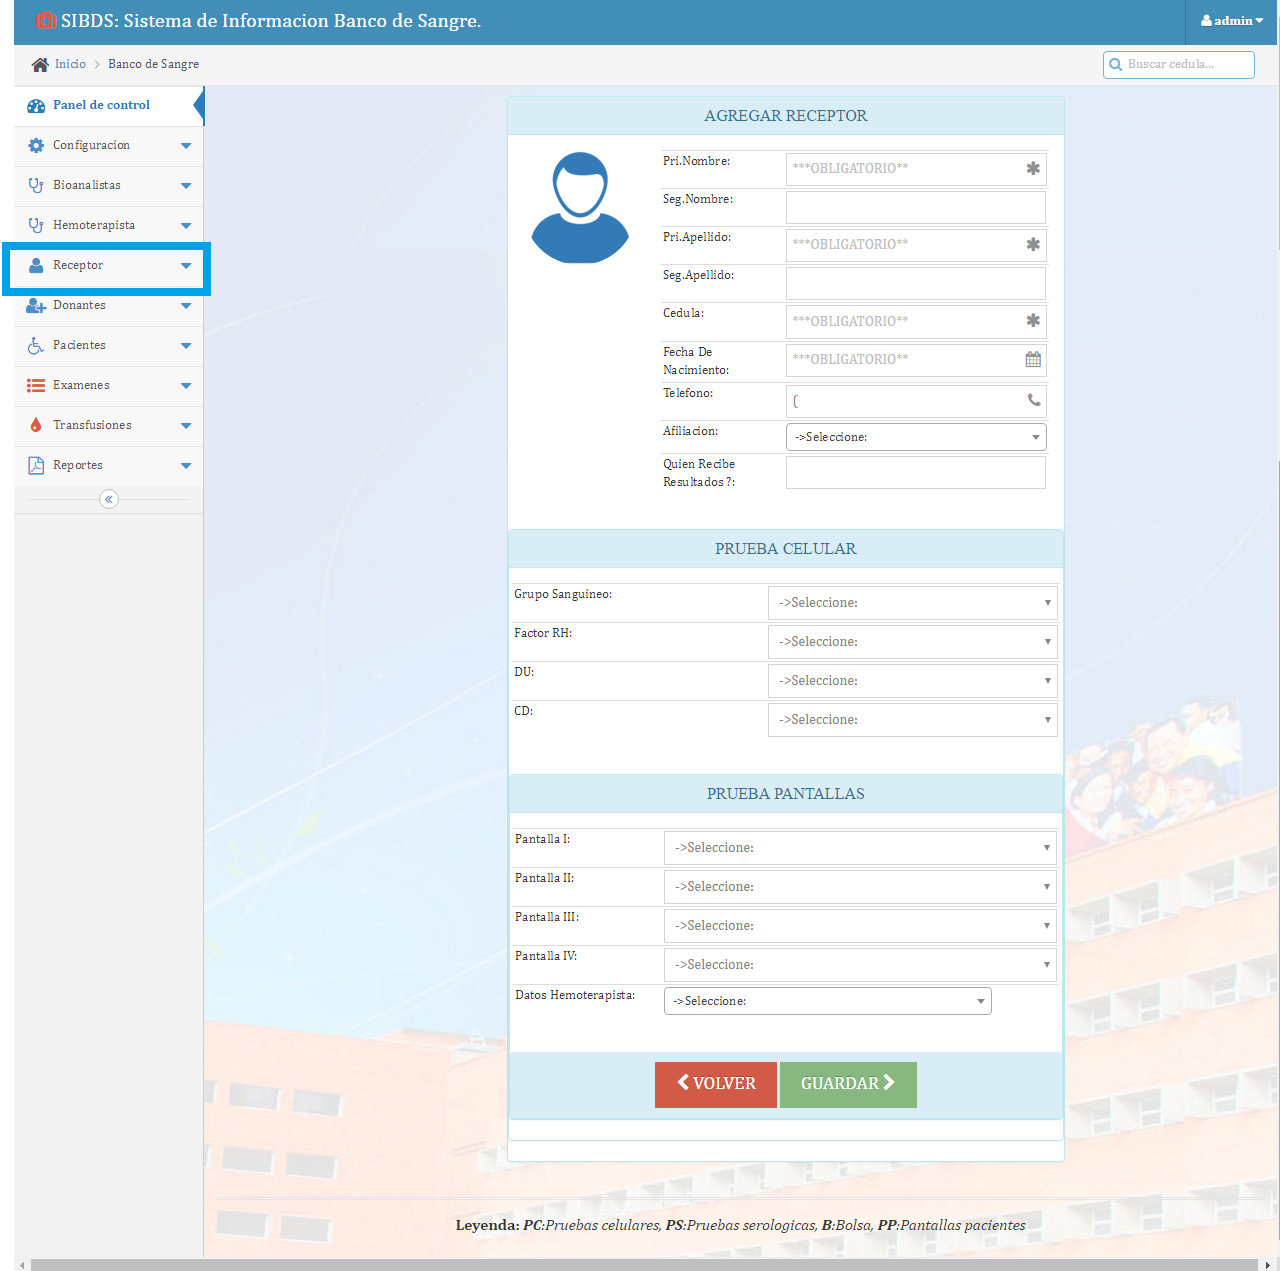 SIBDS: Sistema de Informacion Banco de Sangre.
admin
Inicio > Banco de Sangre
Buscar cedula...
Panel de control
Configuracion
Bioanalistas
Hemoterapista
Receptor
Donantes
Pacientes
Examenes
Transfusiones
Reportes
AGREGAR RECEPTOR
Pri.Nombre: ***OBLIGATORIO**
Seg.Nombre:
Pri.Apellido: ***OBLIGATORIO**
Seg.Apellido:
Cedula: ***OBLIGATORIO**
Fecha De
Nacimiento: ***OBLIGATORIO**
Telefono: (
Afiliacion: ->Seleccione:
Quien Recibe
Resultados ?:
PRUEBA CELULAR
Grupo Sanguineo: ->Seleccione:
Factor RH: ->Seleccione:
DU: ->Seleccione:
CD: ->Seleccione:
PRUEBA PANTALLAS
Pantalla I: ->Seleccione:
Pantalla II: ->Seleccione:
Pantalla III: ->Seleccione:
Pantalla IV: ->Seleccione:
Datos Hemoterapista: ->Seleccione:
VOLVER
GUARDAR
Leyenda: PC:Pruebas celulares, PS:Pruebas serologicas, B:Bolsa, PP:Pantallas pacientes